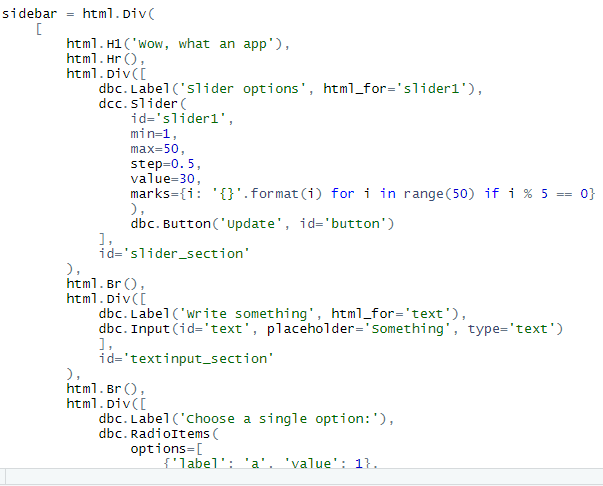 sidebar = html.Div(
    [
        html.H1('Wow, what an app'),
        html.Hr(),
        html.Div([
            dbc.Label('Slider options', html_for='slider1'),
            dcc.Slider(
                id='slider1',
                min=1,
                max=50,
                step=0.5,
                value=30,
                marks={i: '{}'.format(i) for i in range(50) if i % 5 == 0}
                ),
                dbc.Button('Update', id='button')
            ],
            id='slider_section'
        ),
        html.Br(),
        html.Div([
            dbc.Label('Write something', html_for='text'),
            dbc.Input(id='text', placeholder='Something', type='text')
            ],
            id='textinput_section'
        ),
        html.Br(),
        html.Div([
            dbc.Label('Choose a single option:'),
            dbc.RadioItems(
                options=[
                    {'label': 'a', 'value': 1},